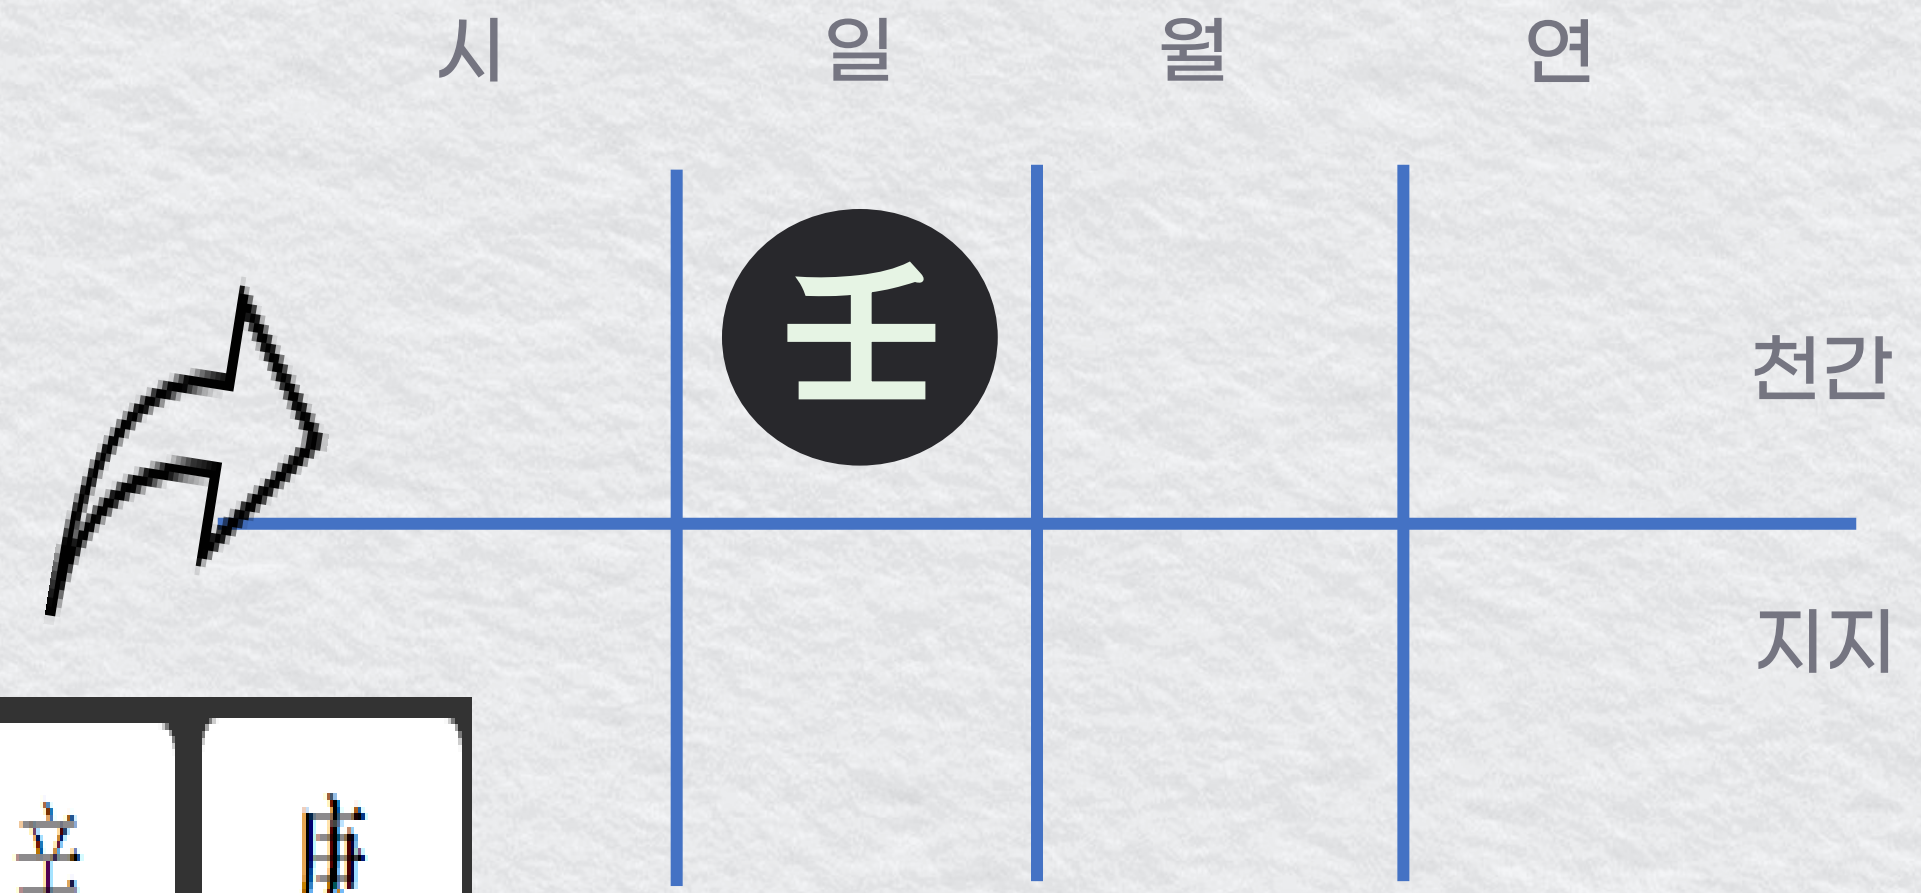 시 일 월 연
壬
천간
지지
辛 庚